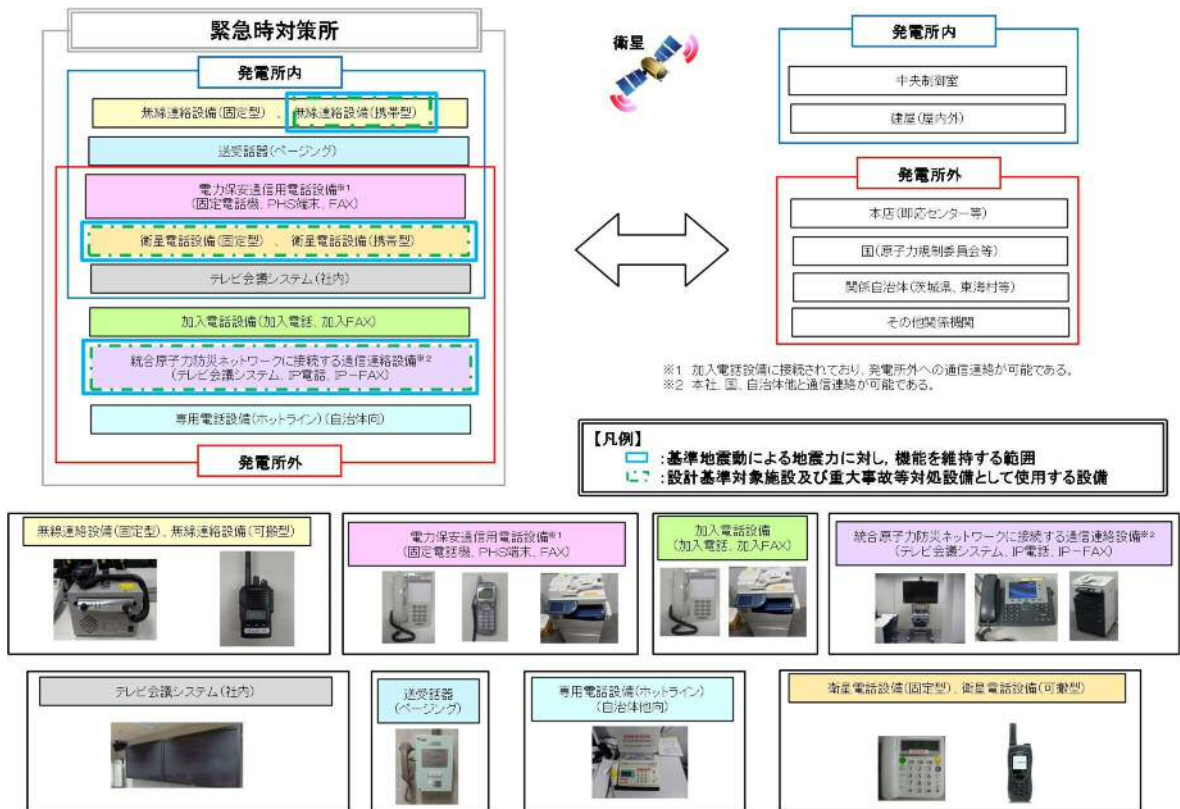 緊急時対策所
発電所内
無線連絡設備(固定型) 、 無線連絡設備(携帯型)
送受話器(ページング)
電力保安通信用電話設備※1
(固定電話機、PHS端末、FAX)
衛星電話設備(固定型) 、 衛星電話設備(携帯型)
テレビ会議システム(社内)
加入電話設備(加入電話、加入FAX)
統合原子力防災ネットワークに接続する通信連絡設備※2
(テレビ会議システム、IP電話、IP-FAX)
専用電話設備(ホットライン)(自治体向)
発電所外
衛星
発電所内
中央制御室
建屋(屋内外)
発電所外
本店(即応センター等)
国(原子力規制委員会等)
関係自治体(茨城県、東海村等)
その他関係機関
※1 加入電話設備に接続されており、発電所外への通信連絡が可能である。
※2 本社、国、自治体他と通信連絡が可能である。
【凡例】
:基準地震動による地震力に対し,機能を維持する範囲
:設計基準対象施設及び重大事故等対処設備として使用する設備
無線連絡設備(固定型)、無線連絡設備(可搬型)
電力保安通信用電話設備※1
(固定電話機、PHS端末、FAX)
加入電話設備
(加入電話、加入FAX)
統合原子力防災ネットワークに接続する通信連絡設備※2
(テレビ会議システム、IP電話、IP-FAX)
テレビ会議システム(社内)
送受話器
(ページング)
専用電話設備(ホットライン)
(自治体他向)
衛星電話設備(固定型)、衛星電話設備(可搬型)